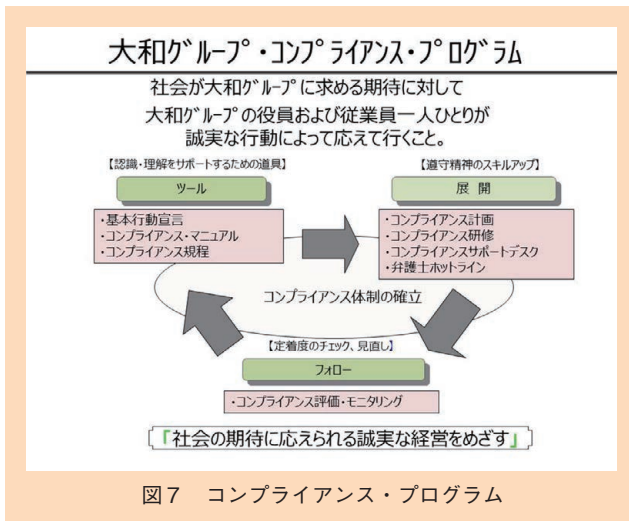 大和ｸﾞﾙｰﾌﾟ・ｺﾝﾌﾟﾗｲｱﾝｽ・ﾌﾟﾛｸﾞﾗﾑ
社会が大和ｸﾞﾙｰﾌﾟに求める期待に対して
大和ｸﾞﾙｰﾌﾟの役員および従業員一人ひとりが
誠実な行動によって応えて行くこと。
【認識・理解をサポートするための道具】
ツール
・基本行動宣言
・コンプライアンス・マニュアル
・コンプライアンス規程
【遵守精神のスキルアップ】
展 開
・コンプライアンス計画
・コンプライアンス研修
・コンプライアンスサポートデスク
・弁護士ホットライン
コンプライアンス体制の確立
【定着度のチェック、見直し】
フォロー
・コンプライアンス評価・モニタリング
「社会の期待に応えられる誠実な経営をめざす」
図７　コンプライアンス・プログラム